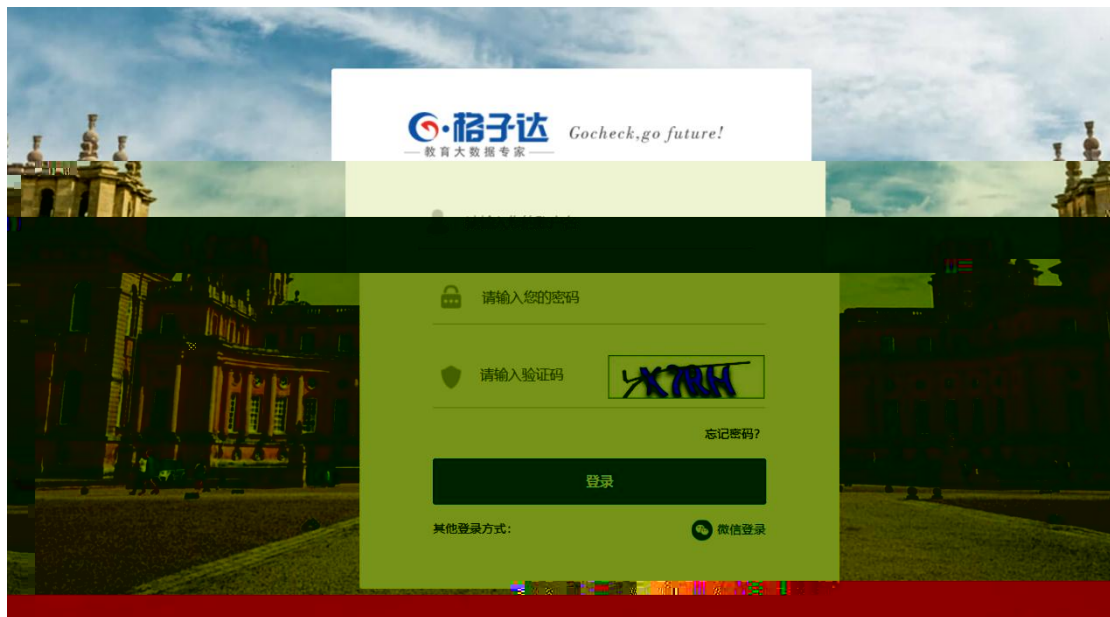 格子达
Gocheck,go future!
教育大数据专家
请输入您的密码
请输入验证码
忘记密码?
登录
其他登录方式:
微信登录